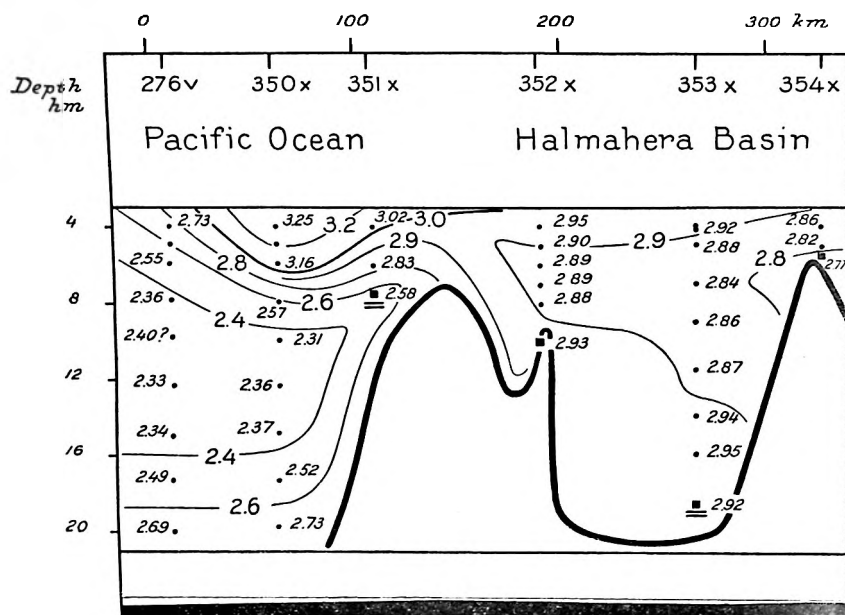 0 100 200 300 km
Depth hm
276v 350x 351x 352x 353x 354x
Pacific Ocean Halmahera Basin
4 2.73 3.25 3.2 3.02 3.0 2.95 2.92 2.86
2.90 2.9 2.88 2.82
2.55 2.8 3.16 2.9 2.83 2.89 2.8
2.36 2.57 2.6 2.58 2.89 2.84
8 2.4 2.88 2.86
2.40? 2.31 2.93
12 2.33 2.36 2.87
2.34 2.37 2.94
16 2.4 2.95
2.49 2.52
2.6 2.92
20 2.69 2.73